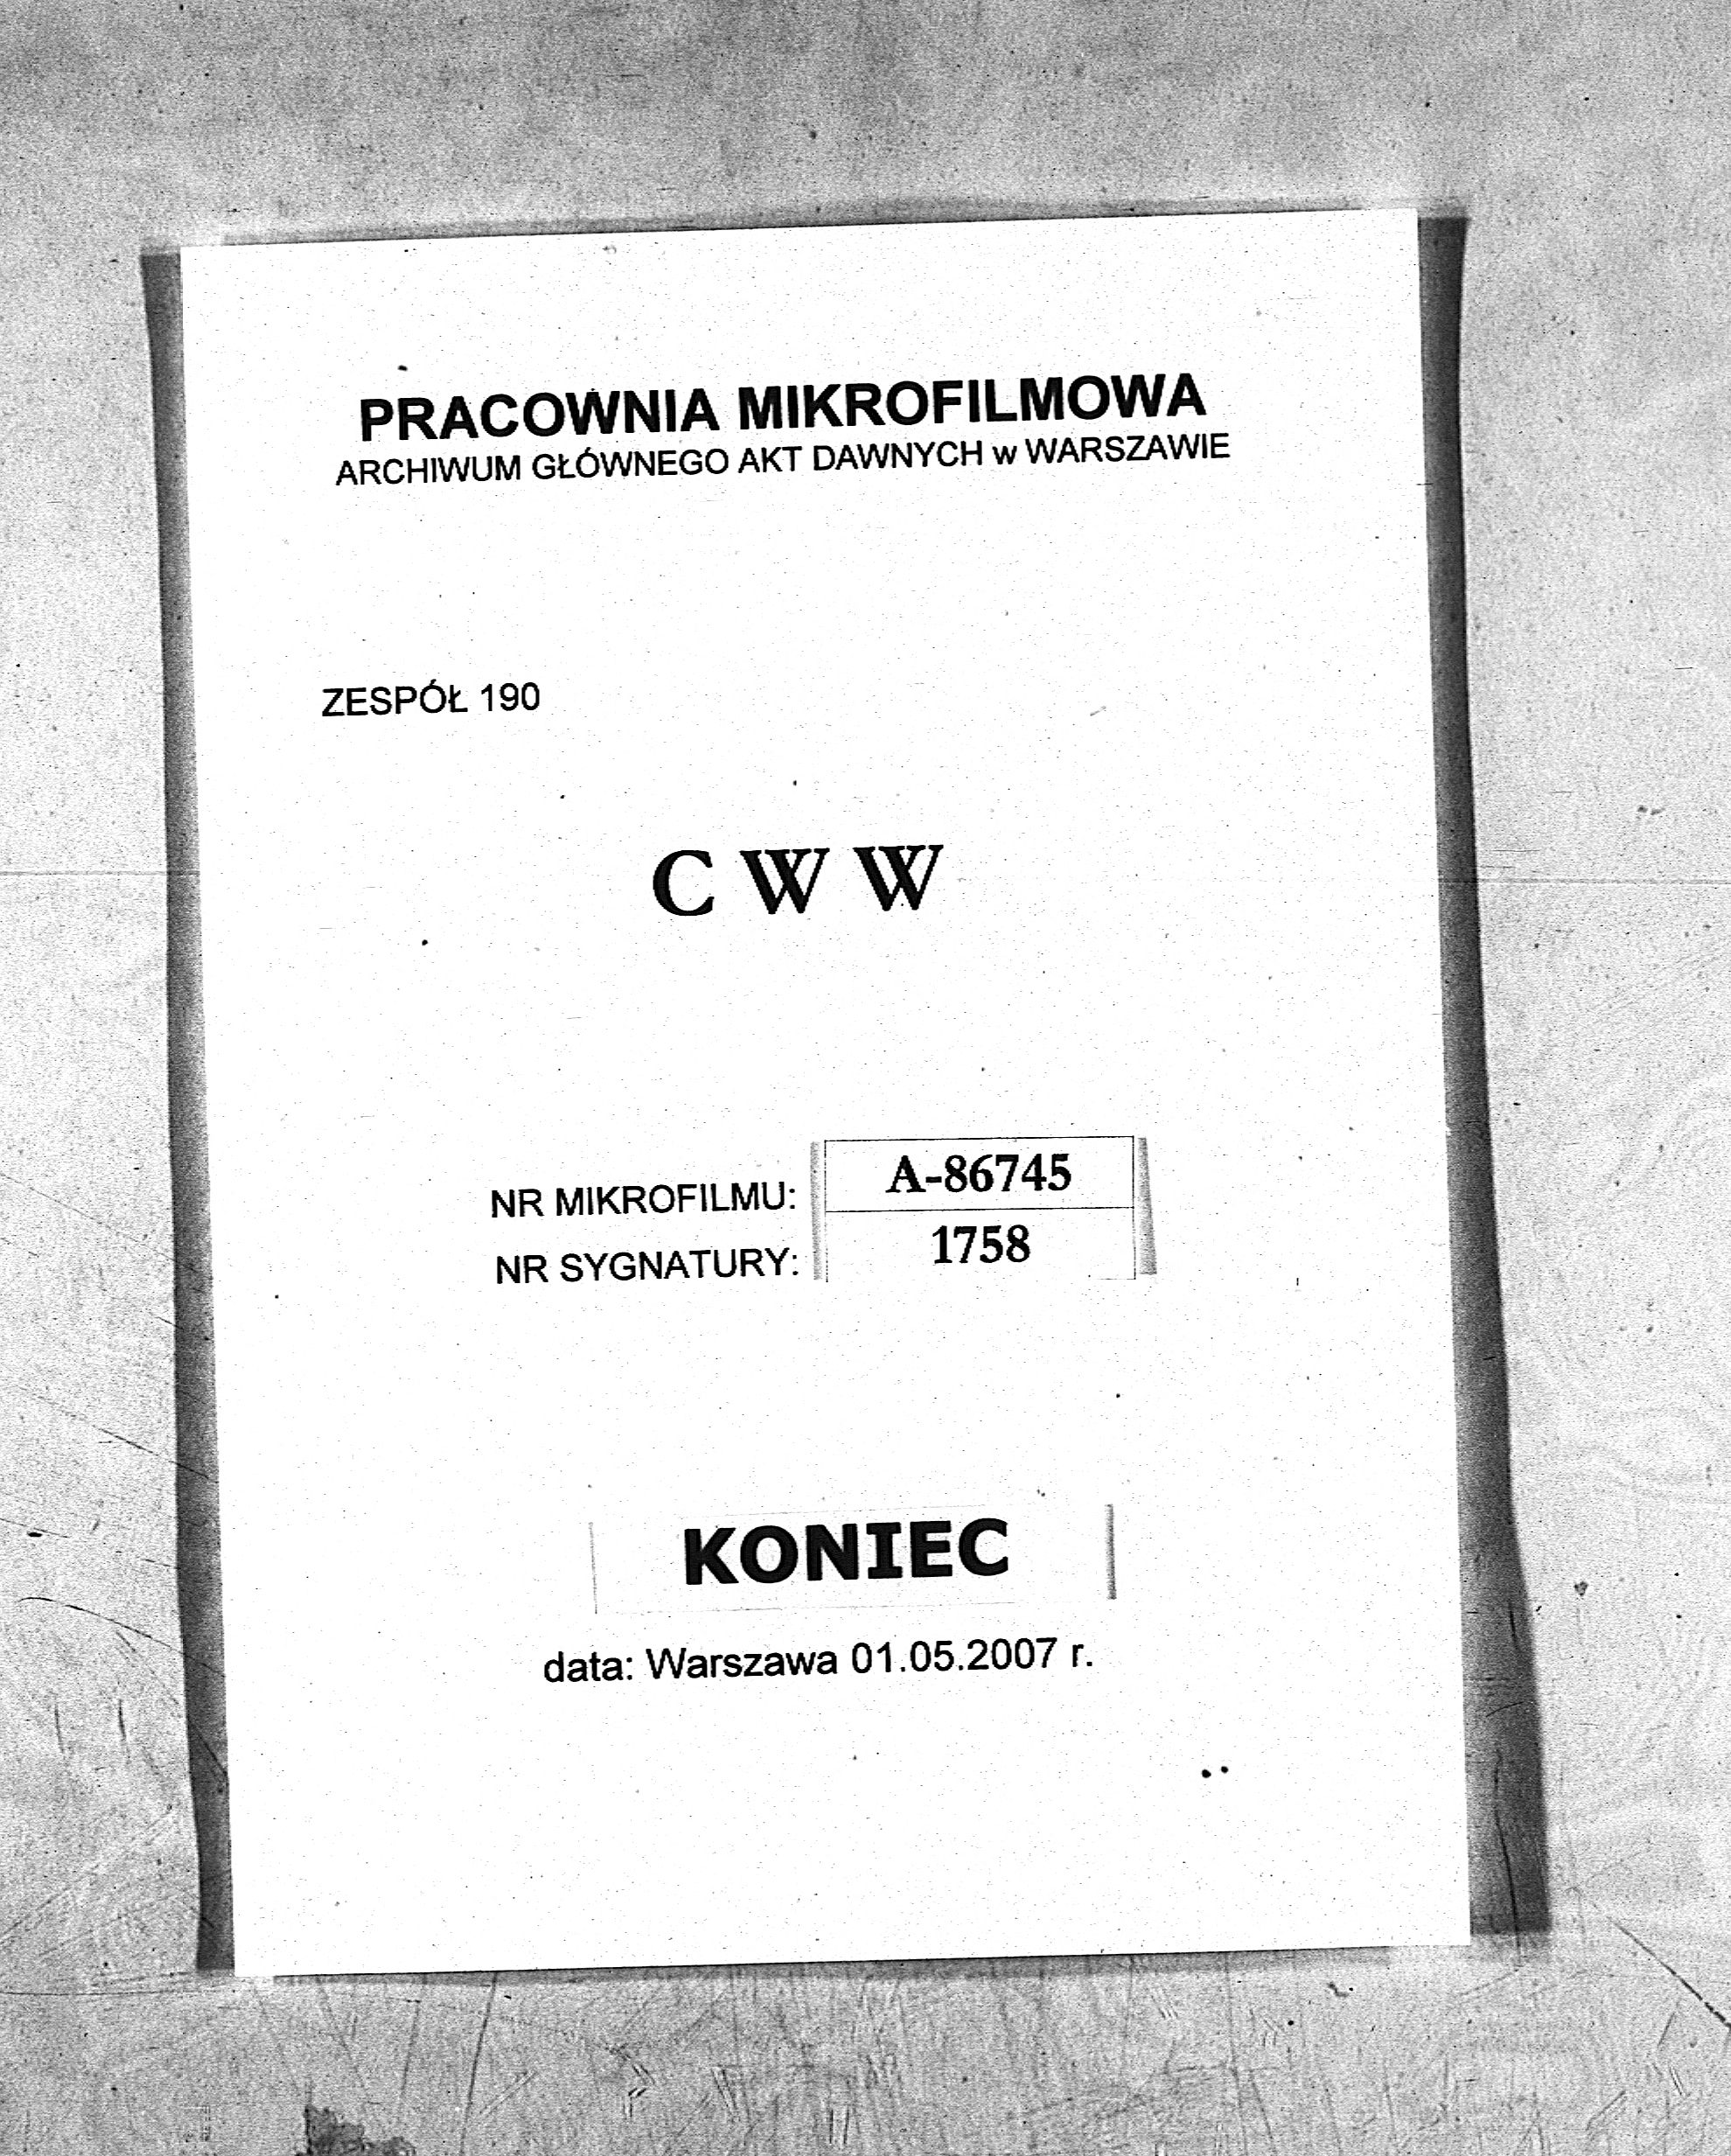 PRACOWNIA MIKROFILMOWA
ARCHIWUM GŁÓWNEGO AKT DAWNYCH w WARSZAWIE
ZESPÓŁ 190
C W W
NR MIKROFILMU: A-86745
NR SYGNATURY: 1758
KONIEC
data: Warszawa 01.05.2007 r.